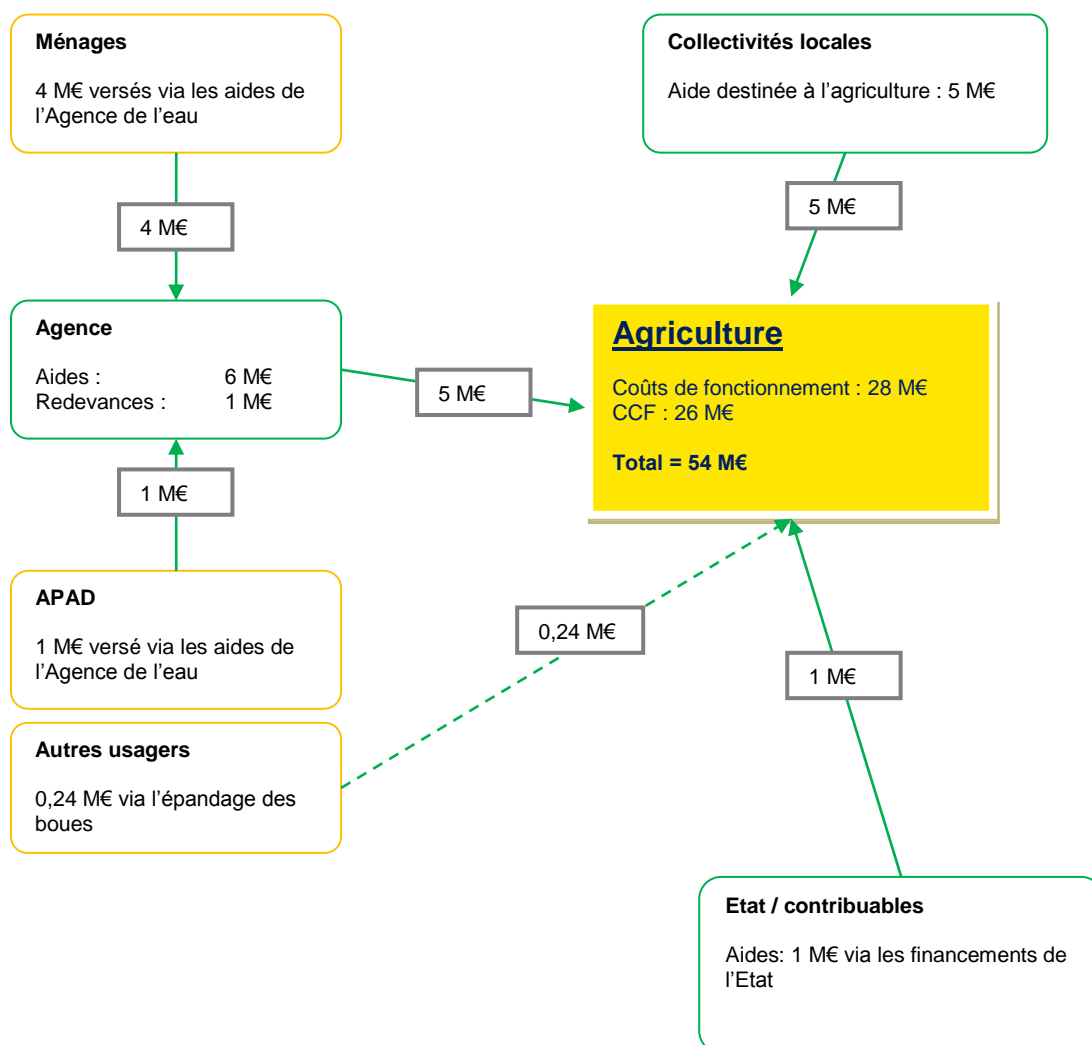 Ménages
4 M€ versés via les aides de
l’Agence de l’eau
Collectivités locales
Aide destinée à l’agriculture : 5 M€
4 M€
5 M€
Agence
Aides : 6 M€
Redevances : 1 M€
5 M€
Agriculture
Coûts de fonctionnement : 28 M€
CCF : 26 M€
Total = 54 M€
1 M€
APAD
1 M€ versé via les aides de
l’Agence de l’eau
0,24 M€
1 M€
Autres usagers
0,24 M€ via l’épandage des
boues
Etat / contribuables
Aides: 1 M€ via les financements de
l’Etat